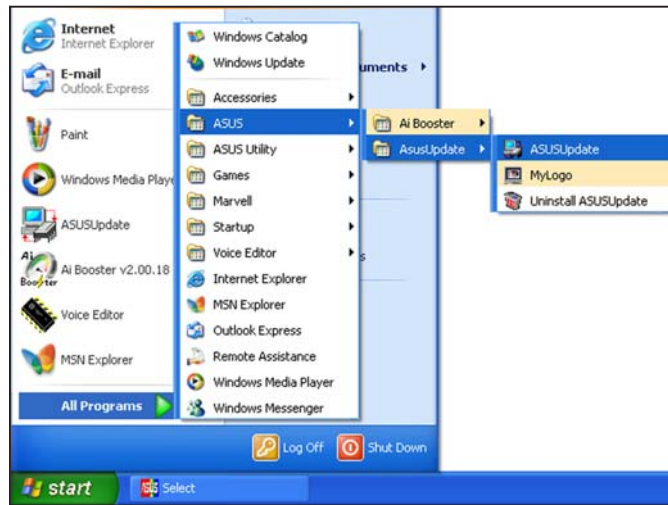 Internet
Internet Explorer
E-mail
Outlook Express
Paint
Windows Media Playe
ASUSUpdate
Ai Booster
Ai Booster v2.00.18
Voice Editor
MSN Explorer
All Programs
Windows Catalog
Windows Update
Accessories
ASUS
ASUS Utility
Games
Marvell
Startup
Voice Editor
Internet Explorer
MSN Explorer
Outlook Express
Remote Assistance
Windows Media Player
Windows Messenger
uments
s
Ai Booster
AsusUpdate
ASUSUpdate
MyLogo
Uninstall ASUSUpdate
Log Off
Shut Down
start
Select